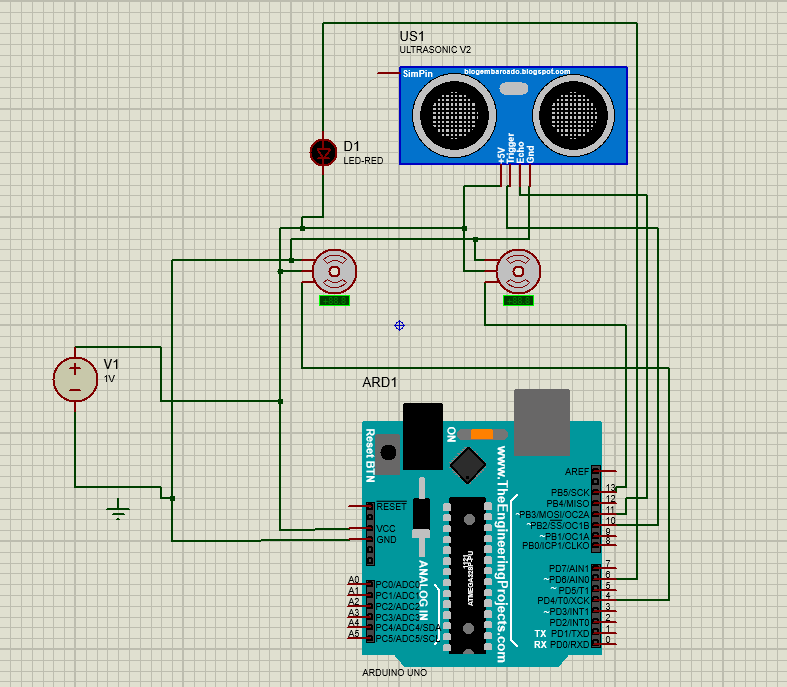 US1
ULTRASONIC V2
SimPin
blogembarcado.blogspot.com
+5V
Trigger
Echo
Gnd
D1
LED-RED
+88.8
+88.8
V1
1V
ARD1
Reset BTN
ON
www.TheEngineeringProjects.com
ANALOG IN
ATMEGA328P-PU
1121
RESET
VCC
GND
A0 PC0/ADC0
A1 PC1/ADC1
A2 PC2/ADC2
A3 PC3/ADC3
A4 PC4/ADC4/SDA
A5 PC5/ADC5/SCL
AREF
PB5/SCK 13
PB4/MISO 12
~PB3/MOSI/OC2A 11
~PB2/SS/OC1B 10
~PB1/OC1A 9
PB0/ICP1/CLKO 8
PD7/AIN1 7
~PD6/AIN0 6
~PD5/T1 5
PD4/T0/XCK 4
~PD3/INT1 3
PD2/INT0 2
TX PD1/TXD 1
RX PD0/RXD 0
ARDUINO UNO